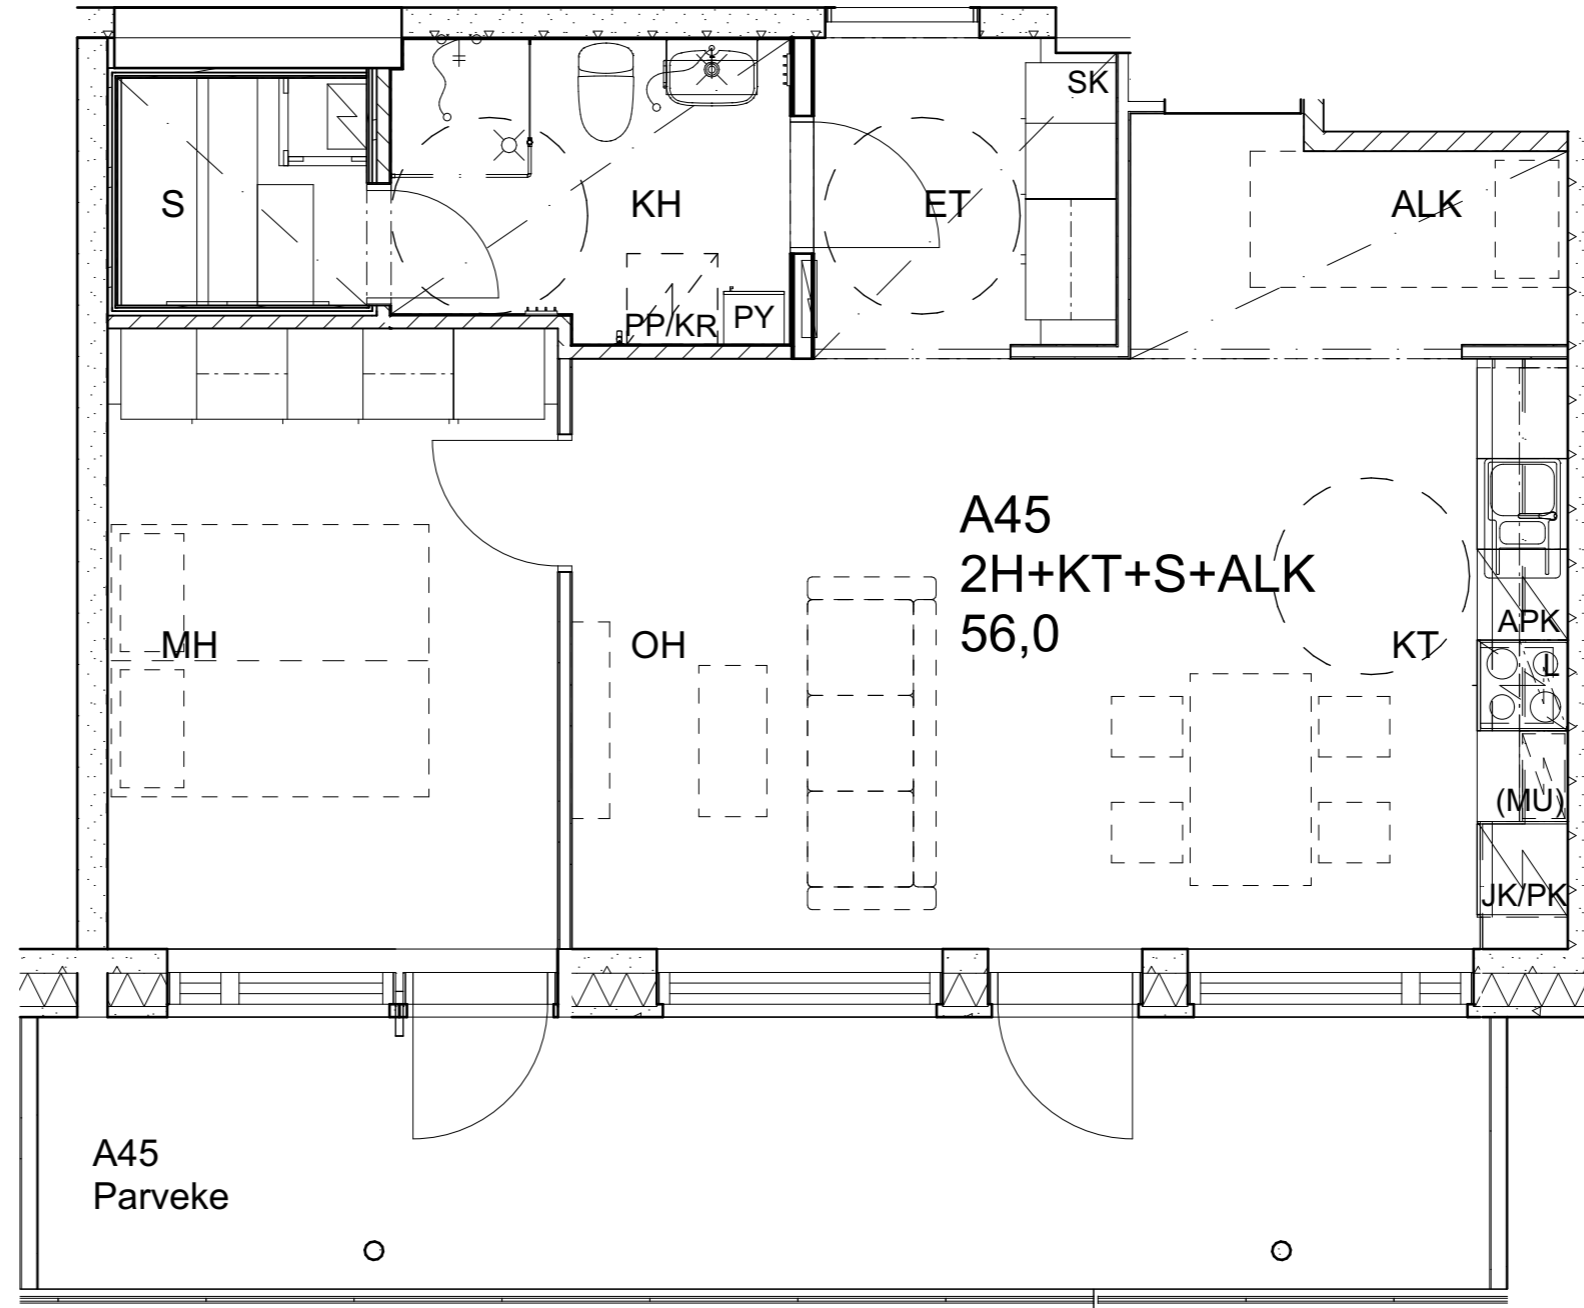 SK
S
KH
ET
ALK
PP/KR
PY
A45
2H+KT+S+ALK
56,0
APK
MH
OH
KT
L
(MU)
JK/PK
A45
Parveke